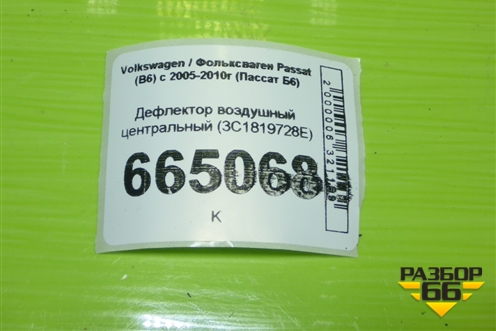 Volkswagen / Фольксваген Passat
(B6) с 2005-2010г (Пассат Б6)
Дефлектор воздушный
центральный (3C1819728E)
665068
К
РАЗБОР
66